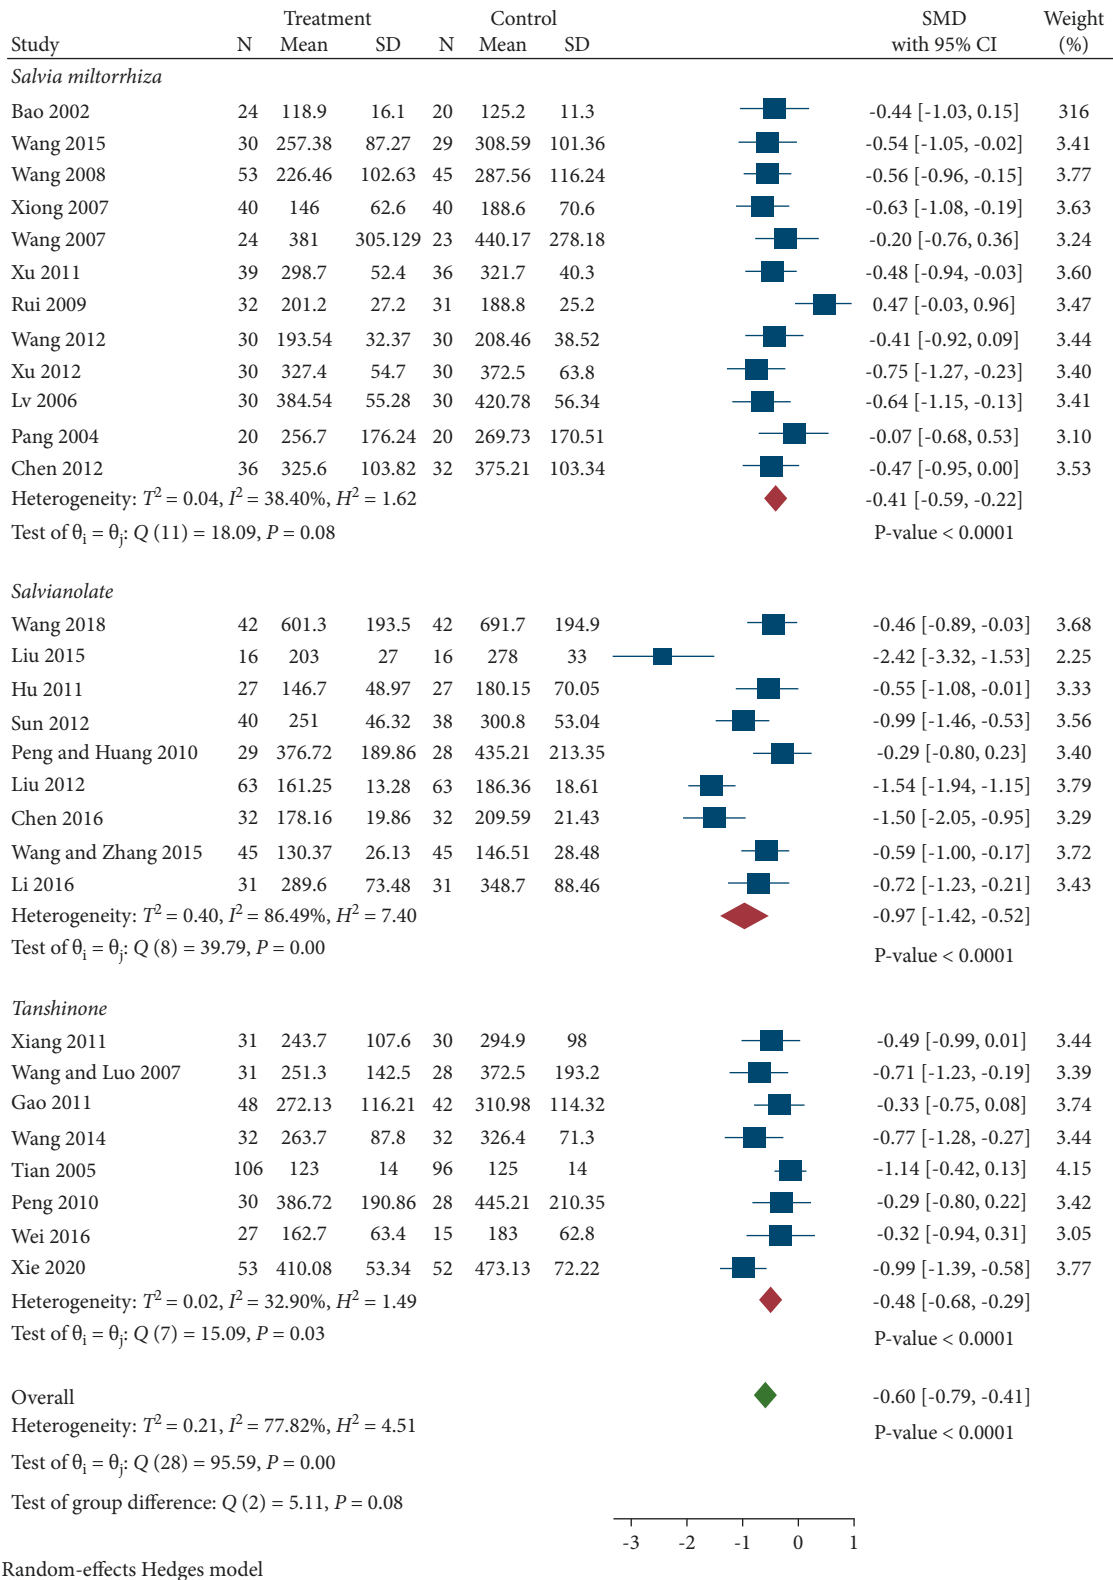 Treatment Control SMD Weight
Study N Mean SD N Mean SD with 95% CI (%)
Salvia miltorrhiza
Bao 2002 24 118.9 16.1 20 125.2 11.3 -0.44 [-1.03, 0.15] 316
Wang 2015 30 257.38 87.27 29 308.59 101.36 -0.54 [-1.05, -0.02] 3.41
Wang 2008 53 226.46 102.63 45 287.56 116.24 -0.56 [-0.96, -0.15] 3.77
Xiong 2007 40 146 62.6 40 188.6 70.6 -0.63 [-1.08, -0.19] 3.63
Wang 2007 24 381 305.129 23 440.17 278.18 -0.20 [-0.76, 0.36] 3.24
Xu 2011 39 298.7 52.4 36 321.7 40.3 -0.48 [-0.94, -0.03] 3.60
Rui 2009 32 201.2 27.2 31 188.8 25.2 0.47 [-0.03, 0.96] 3.47
Wang 2012 30 193.54 32.37 30 208.46 38.52 -0.41 [-0.92, 0.09] 3.44
Xu 2012 30 327.4 54.7 30 372.5 63.8 -0.75 [-1.27, -0.23] 3.40
Lv 2006 30 384.54 55.28 30 420.78 56.34 -0.64 [-1.15, -0.13] 3.41
Pang 2004 20 256.7 176.24 20 269.73 170.51 -0.07 [-0.68, 0.53] 3.10
Chen 2012 36 325.6 103.82 32 375.21 103.34 -0.47 [-0.95, 0.00] 3.53
Heterogeneity: T² = 0.04, I² = 38.40%, H² = 1.62 -0.41 [-0.59, -0.22]
Test of θi = θj: Q (11) = 18.09, P = 0.08 P-value < 0.0001
Salvianolate
Wang 2018 42 601.3 193.5 42 691.7 194.9 -0.46 [-0.89, -0.03] 3.68
Liu 2015 16 203 27 16 278 33 -2.42 [-3.32, -1.53] 2.25
Hu 2011 27 146.7 48.97 27 180.15 70.05 -0.55 [-1.08, -0.01] 3.33
Sun 2012 40 251 46.32 38 300.8 53.04 -0.99 [-1.46, -0.53] 3.56
Peng and Huang 2010 29 376.72 189.86 28 435.21 213.35 -0.29 [-0.80, 0.23] 3.40
Liu 2012 63 161.25 13.28 63 186.36 18.61 -1.54 [-1.94, -1.15] 3.79
Chen 2016 32 178.16 19.86 32 209.59 21.43 -1.50 [-2.05, -0.95] 3.29
Wang and Zhang 2015 45 130.37 26.13 45 146.51 28.48 -0.59 [-1.00, -0.17] 3.72
Li 2016 31 289.6 73.48 31 348.7 88.46 -0.72 [-1.23, -0.21] 3.43
Heterogeneity: T² = 0.40, I² = 86.49%, H² = 7.40 -0.97 [-1.42, -0.52]
Test of θi = θj: Q (8) = 39.79, P = 0.00 P-value < 0.0001
Tanshinone
Xiang 2011 31 243.7 107.6 30 294.9 98 -0.49 [-0.99, 0.01] 3.44
Wang and Luo 2007 31 251.3 142.5 28 372.5 193.2 -0.71 [-1.23, -0.19] 3.39
Gao 2011 48 272.13 116.21 42 310.98 114.32 -0.33 [-0.75, 0.08] 3.74
Wang 2014 32 263.7 87.8 32 326.4 71.3 -0.77 [-1.28, -0.27] 3.44
Tian 2005 106 123 14 96 125 14 -1.14 [-0.42, 0.13] 4.15
Peng 2010 30 386.72 190.86 28 445.21 210.35 -0.29 [-0.80, 0.22] 3.42
Wei 2016 27 162.7 63.4 15 183 62.8 -0.32 [-0.94, 0.31] 3.05
Xie 2020 53 410.08 53.34 52 473.13 72.22 -0.99 [-1.39, -0.58] 3.77
Heterogeneity: T² = 0.02, I² = 32.90%, H² = 1.49 -0.48 [-0.68, -0.29]
Test of θi = θj: Q (7) = 15.09, P = 0.03 P-value < 0.0001
Overall -0.60 [-0.79, -0.41]
Heterogeneity: T² = 0.21, I² = 77.82%, H² = 4.51 P-value < 0.0001
Test of θi = θj: Q (28) = 95.59, P = 0.00
Test of group difference: Q (2) = 5.11, P = 0.08
-3 -2 -1 0 1
Random-effects Hedges model